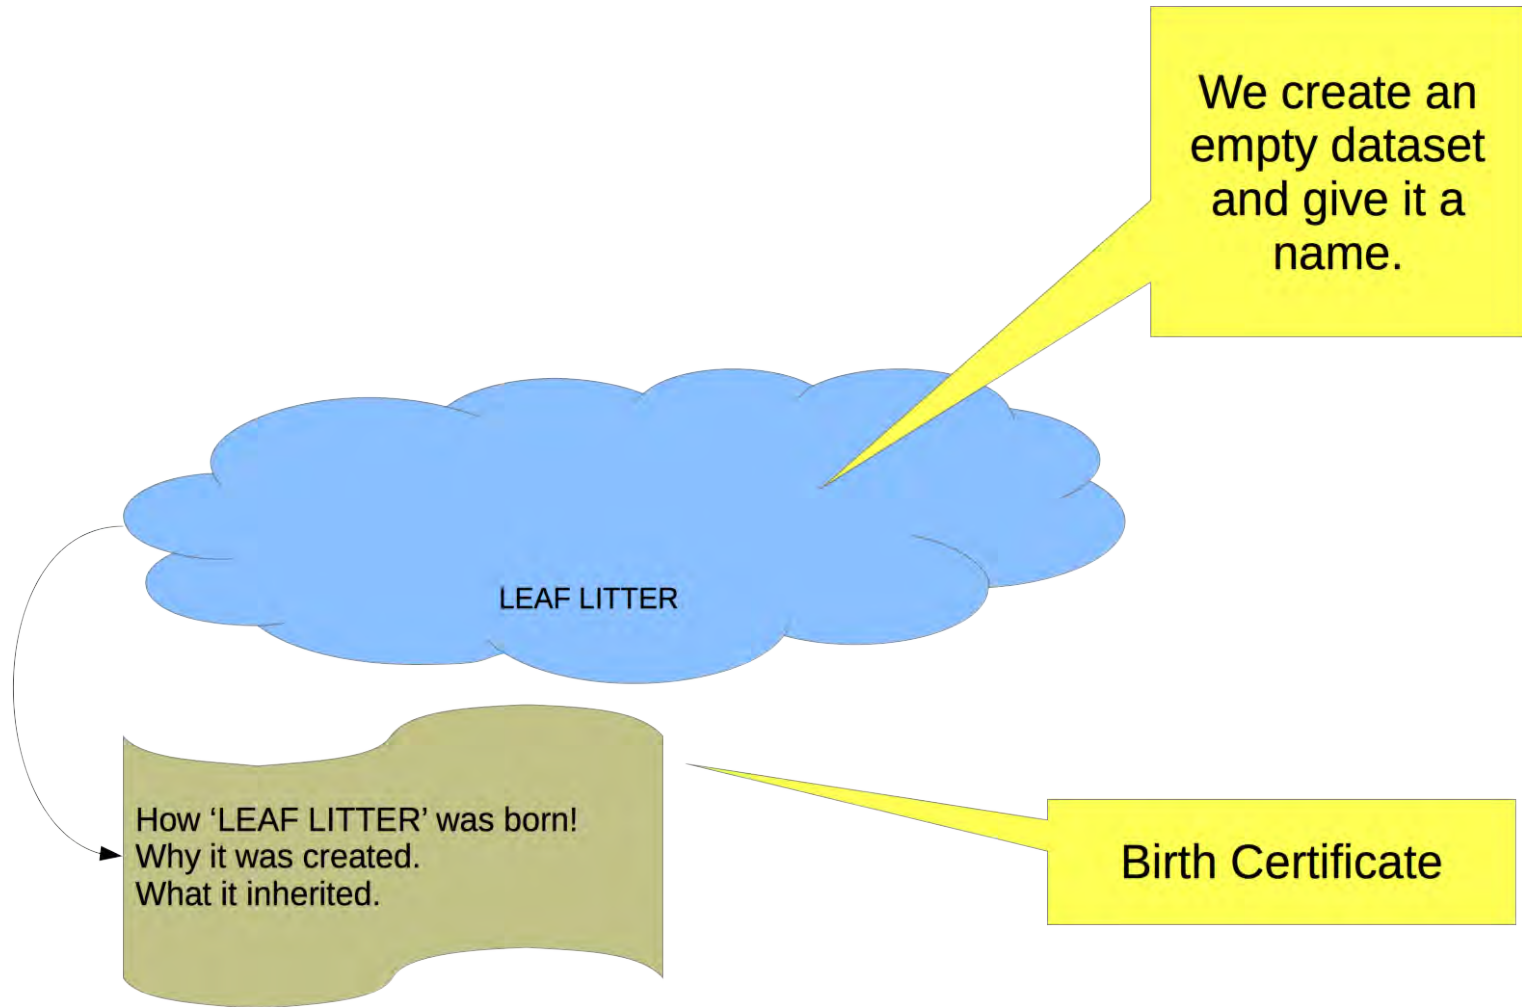 We create an
empty dataset
and give it a
name.
LEAF LITTER
How ‘LEAF LITTER’ was born!
Why it was created.
What it inherited.
Birth Certificate